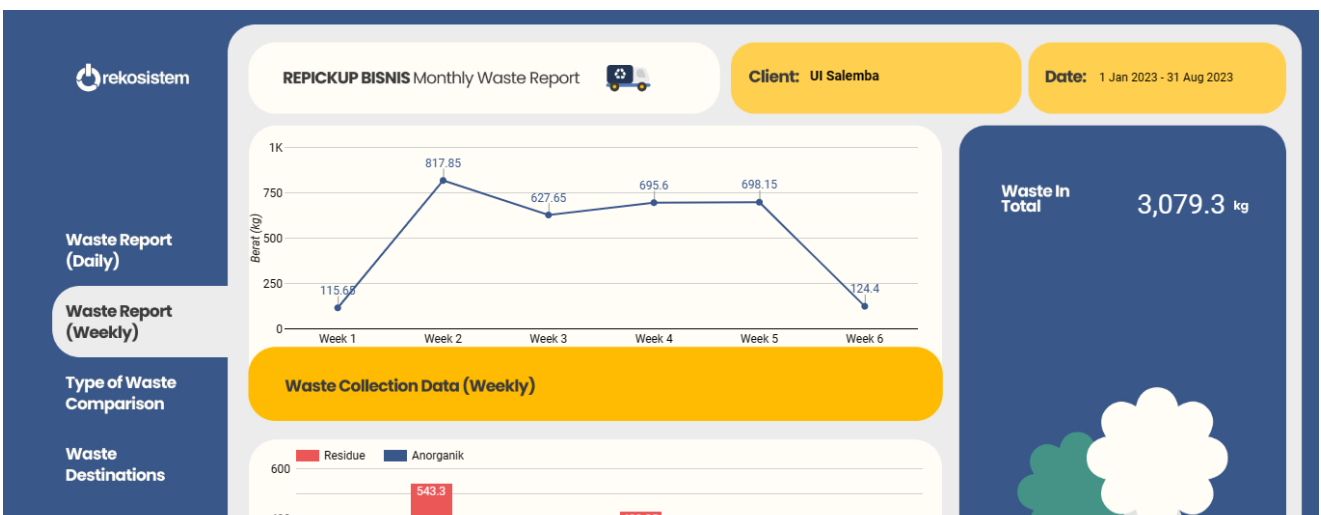 rekosistem
REPICKUP BISNIS Monthly Waste Report
Client: UI Salemba
Date: 1 Jan 2023 - 31 Aug 2023
Waste Report
(Daily)
Waste Report
(Weekly)
Type of Waste
Comparison
Waste
Destinations
1K
750
500
250
0
Berat (kg)
115.65
817.85
627.65
695.6
698.15
124.4
Week 1
Week 2
Week 3
Week 4
Week 5
Week 6
Waste In
Total
3,079.3 kg
Waste Collection Data (Weekly)
Residue
Anorganik
600
543.3